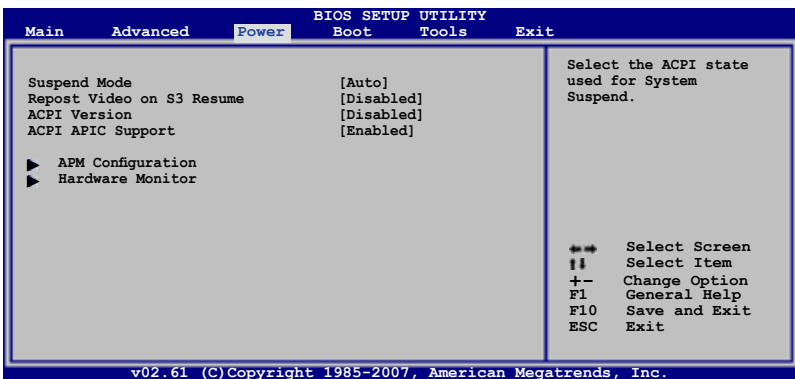 BIOS SETUP UTILITY
Main Advanced Power Boot Tools Exit
Suspend Mode [Auto]
Repost Video on S3 Resume [Disabled]
ACPI Version [Disabled]
ACPI APIC Support [Enabled]
APM Configuration
Hardware Monitor
Select the ACPI state
used for System
Suspend.
Select Screen
Select Item
+- Change Option
F1 General Help
F10 Save and Exit
ESC Exit
v02.61 (C)Copyright 1985-2007, American Megatrends, Inc.